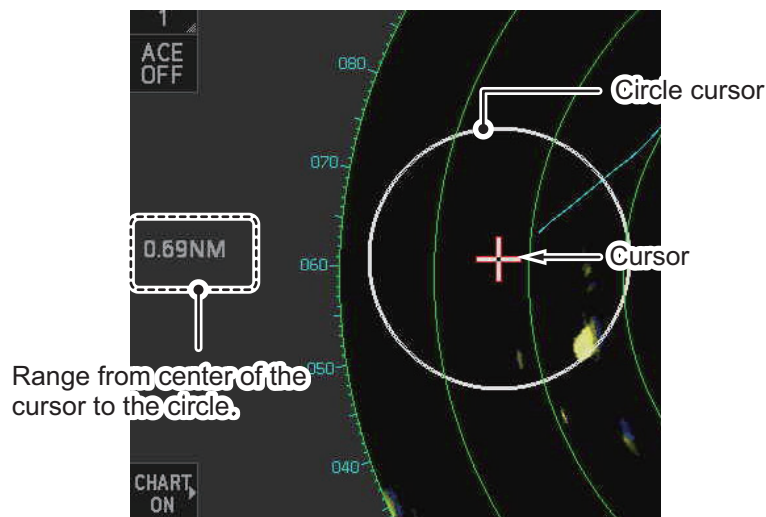 1
ACE
OFF
080
Circle cursor
070
0.69NM
060
Cursor
Range from center of the
cursor to the circle.
050
040
CHART
ON